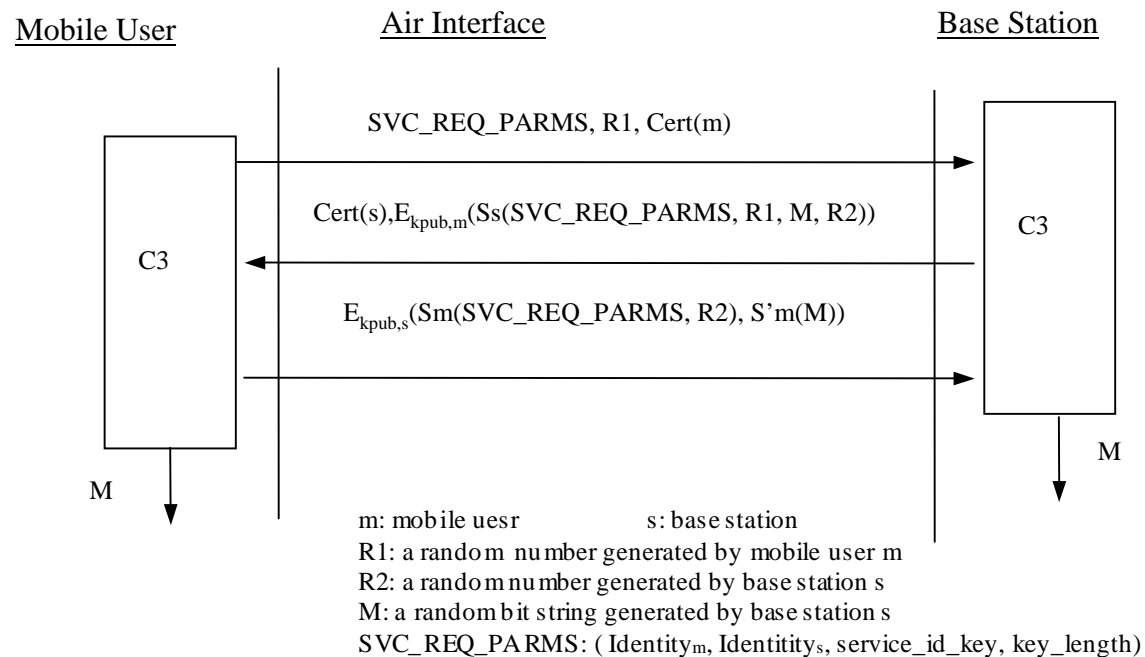 Mobile User
Air Interface
Base Station
SVC_REQ_PARMS, R1, Cert(m)
Cert(s),Ekpub,m(Ss(SVC_REQ_PARMS, R1, M, R2))
C3
C3
Ekpub,s(Sm(SVC_REQ_PARMS, R2), S’m(M))
M
M
m: mobile uesr s: base station
R1: a random number generated by mobile user m
R2: a random number generated by base station s
M: a random bit string generated by base station s
SVC_REQ_PARMS: ( Identitym, Identititys, service_id_key, key_length)